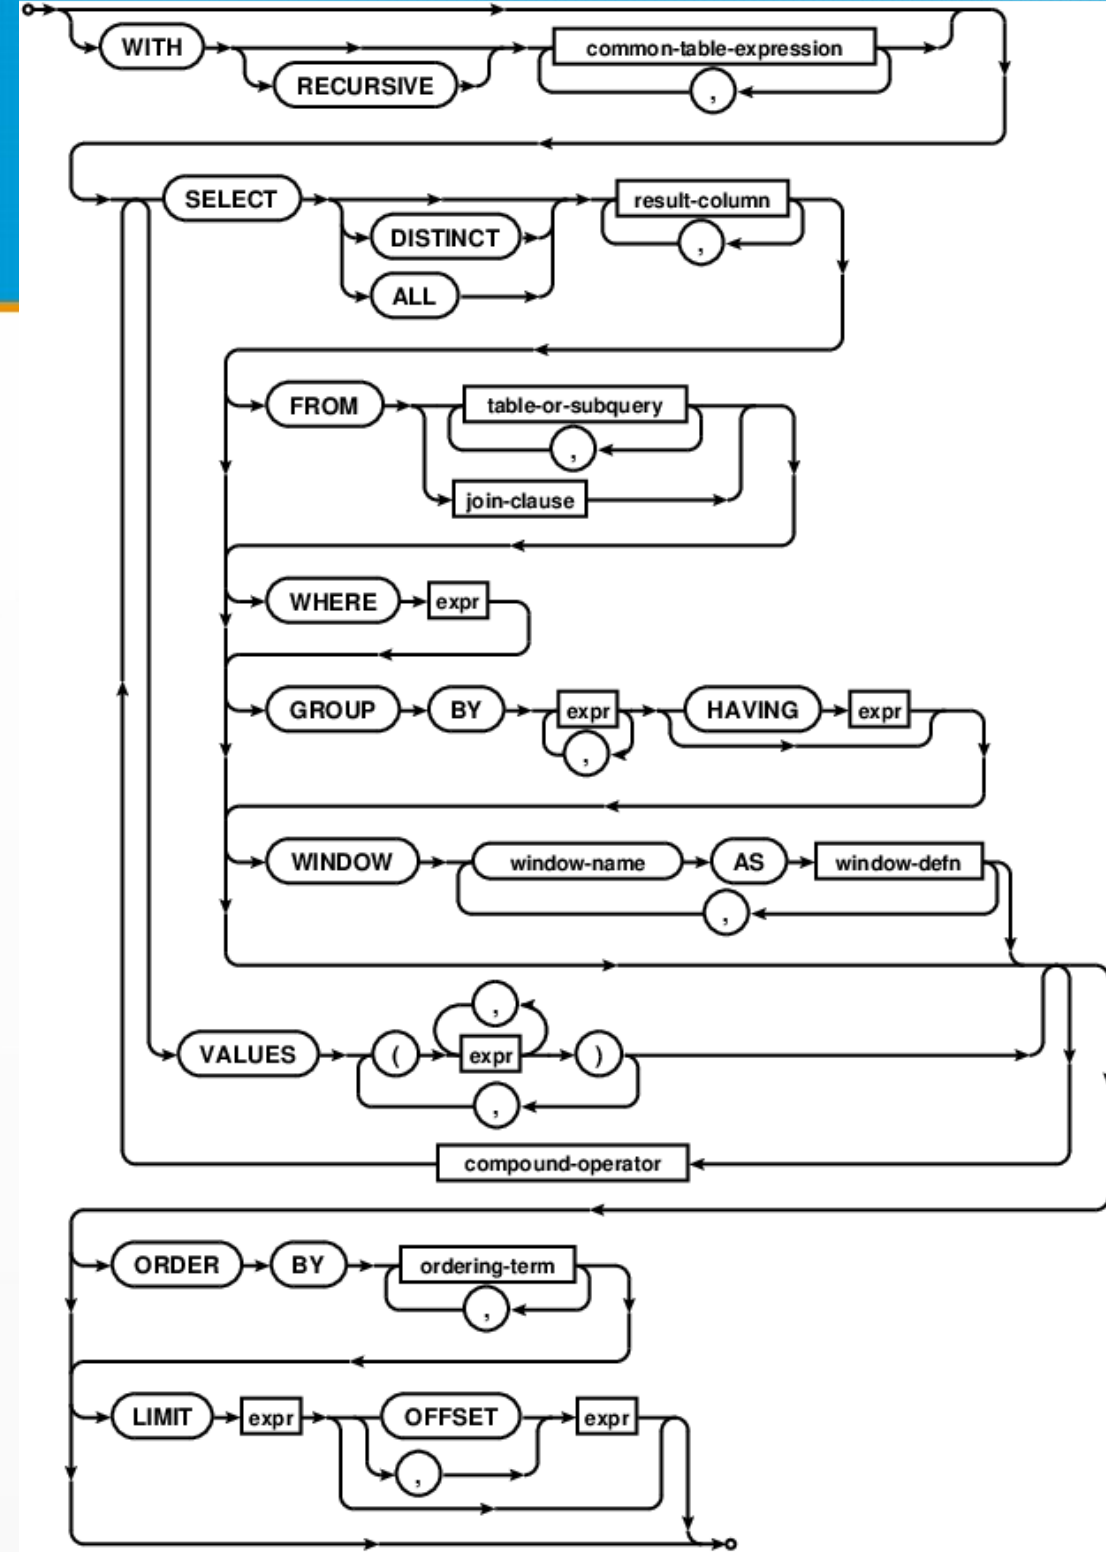 WITH RECURSIVE common-table-expression
,
SELECT DISTINCT ALL result-column
,
FROM table-or-subquery
,
join-clause
WHERE expr
GROUP BY expr HAVING expr
,
WINDOW window-name AS window-defn
,
,
VALUES ( expr )
,
compound-operator
ORDER BY ordering-term
,
LIMIT expr OFFSET expr
,